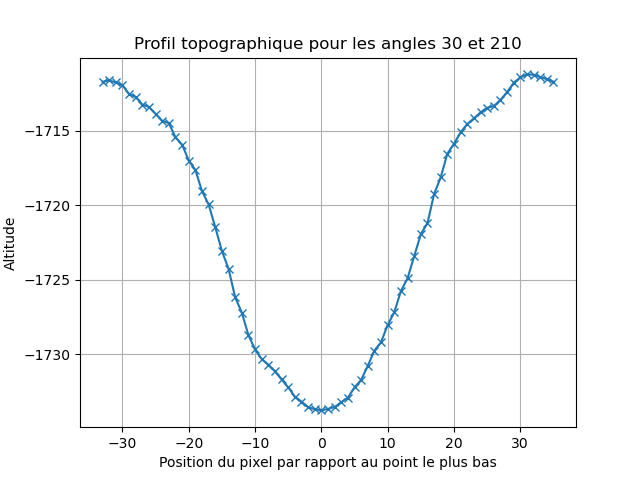 Profil topographique pour les angles 30 et 210
Altitude
−1715
−1720
−1725
−1730
−30 −20 −10 0 10 20 30
Position du pixel par rapport au point le plus bas